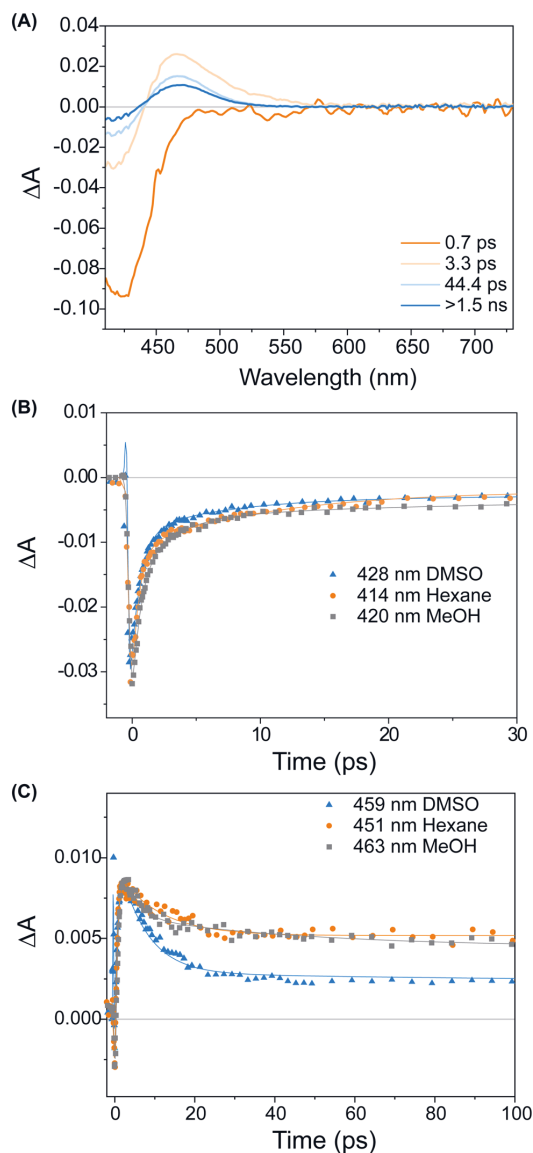 (A)
0.04
0.02
0.00
-0.02
-0.04
-0.06
-0.08
-0.10
ΔA
0.7 ps
3.3 ps
44.4 ps
>1.5 ns
450 500 550 600 650 700
Wavelength (nm)
(B)
0.01
0.00
-0.01
-0.02
-0.03
ΔA
428 nm DMSO
414 nm Hexane
420 nm MeOH
0 10 20 30
Time (ps)
(C)
459 nm DMSO
451 nm Hexane
463 nm MeOH
0.010
0.005
0.000
ΔA
0 20 40 60 80 100
Time (ps)